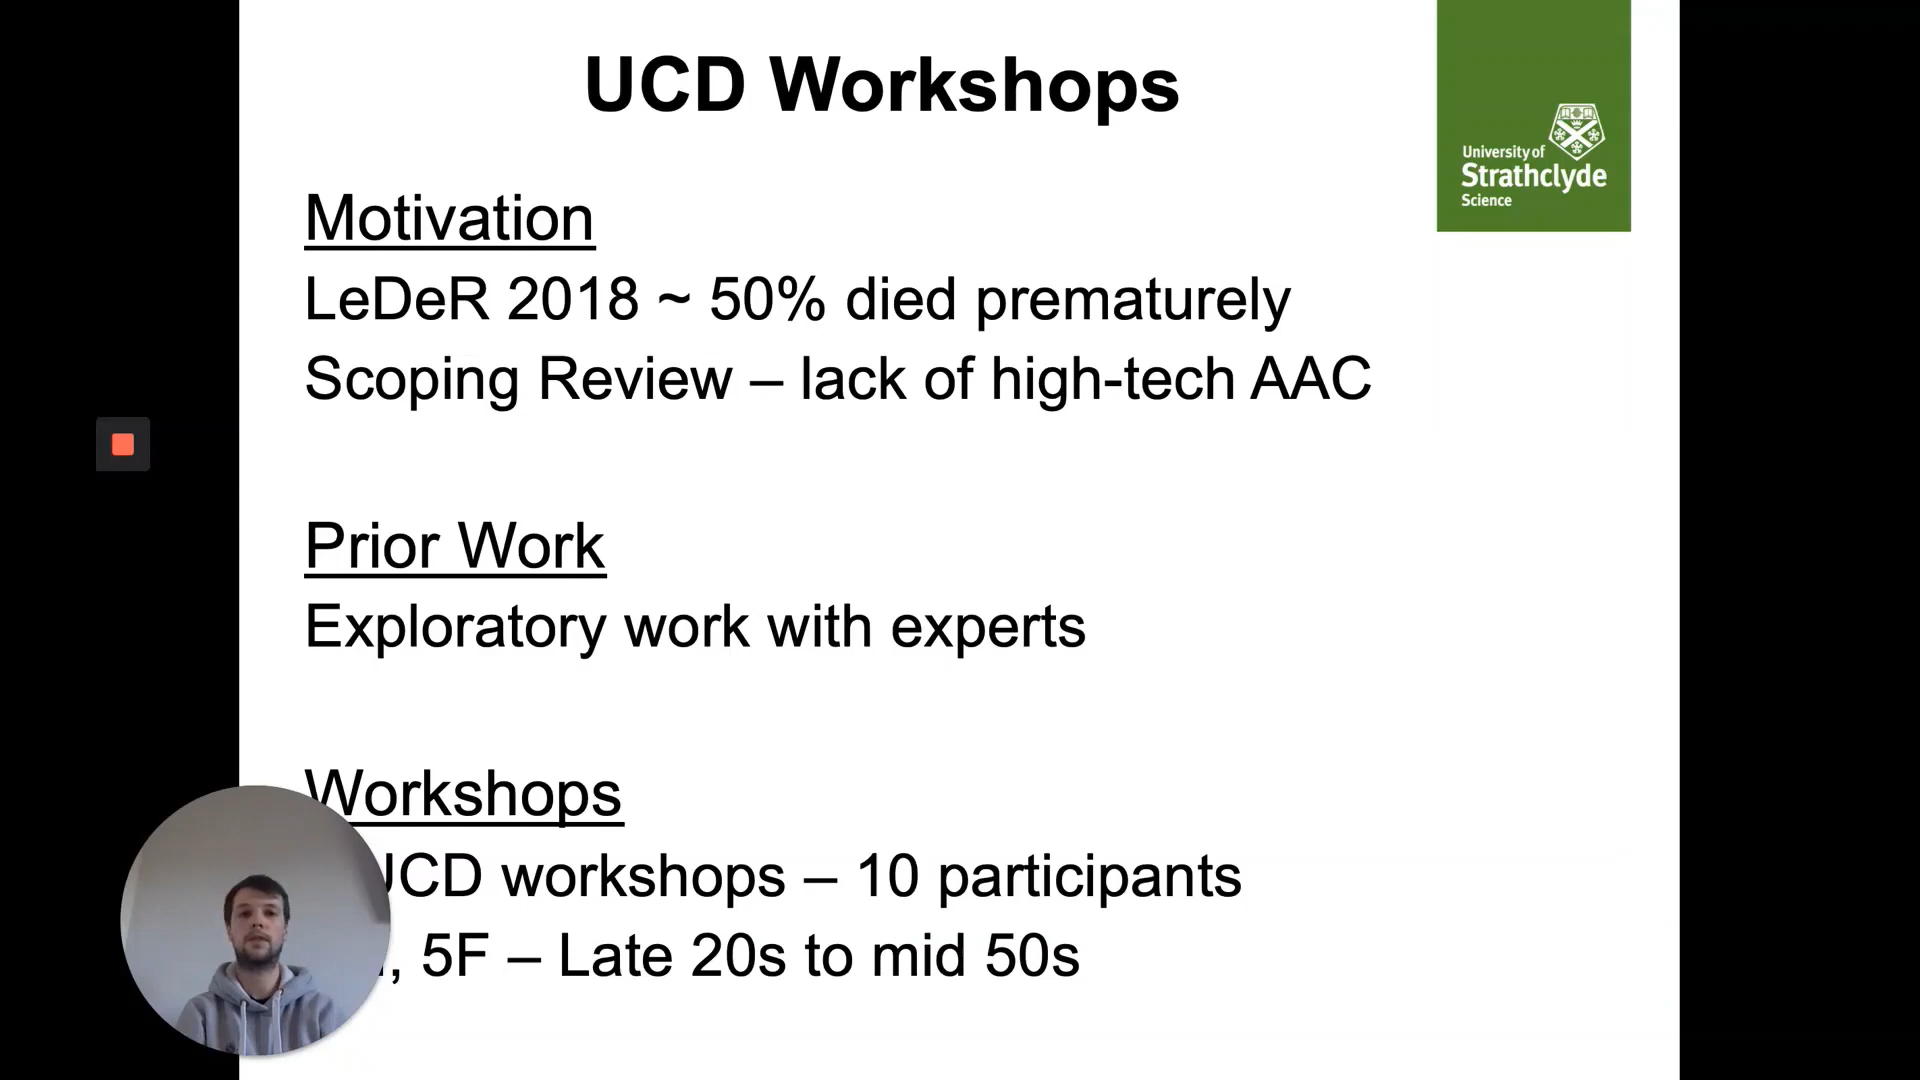 UCD Workshops
University of
Strathclyde
Science
Motivation
LeDeR 2018 ~ 50% died prematurely
Scoping Review – lack of high-tech AAC
Prior Work
Exploratory work with experts
Workshops
UCD workshops – 10 participants
, 5F – Late 20s to mid 50s